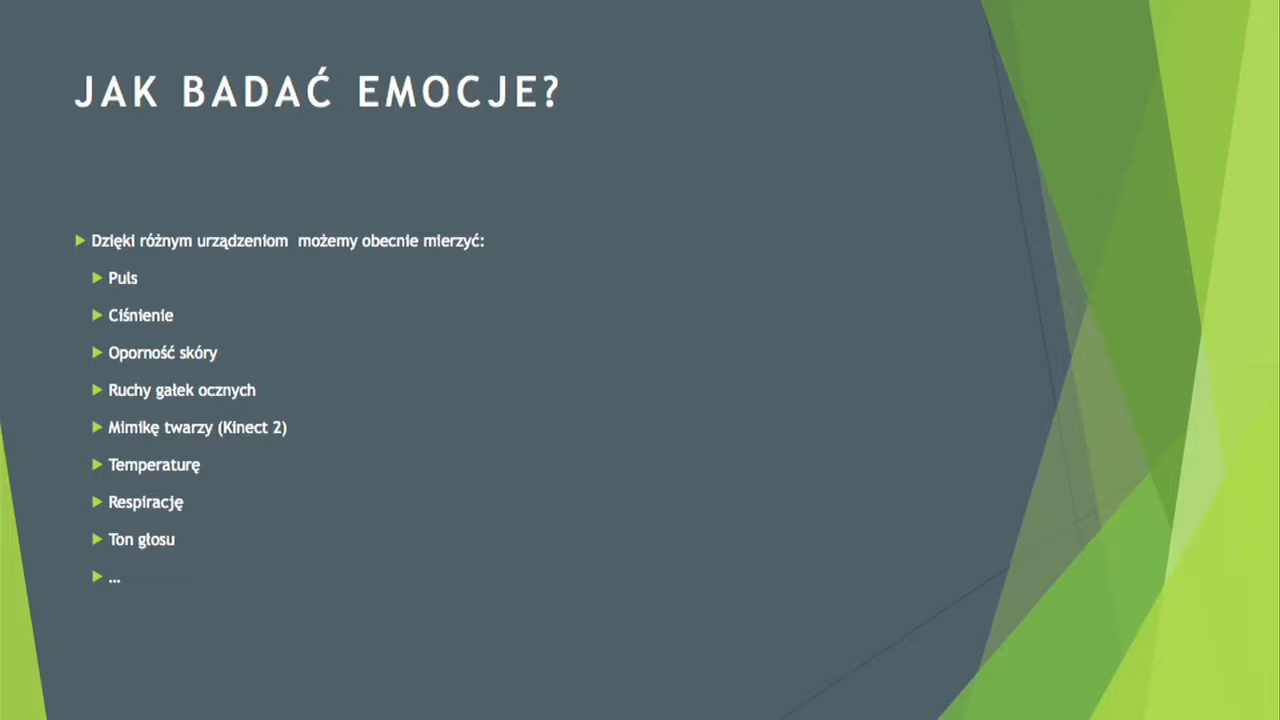 JAK BADAĆ EMOCJE?
Dzięki różnym urządzeniom możemy obecnie mierzyć:
Puls
Ciśnienie
Oporność skóry
Ruchy gałek ocznych
Mimikę twarzy (Kinect 2)
Temperaturę
Respirację
Ton głosu
...